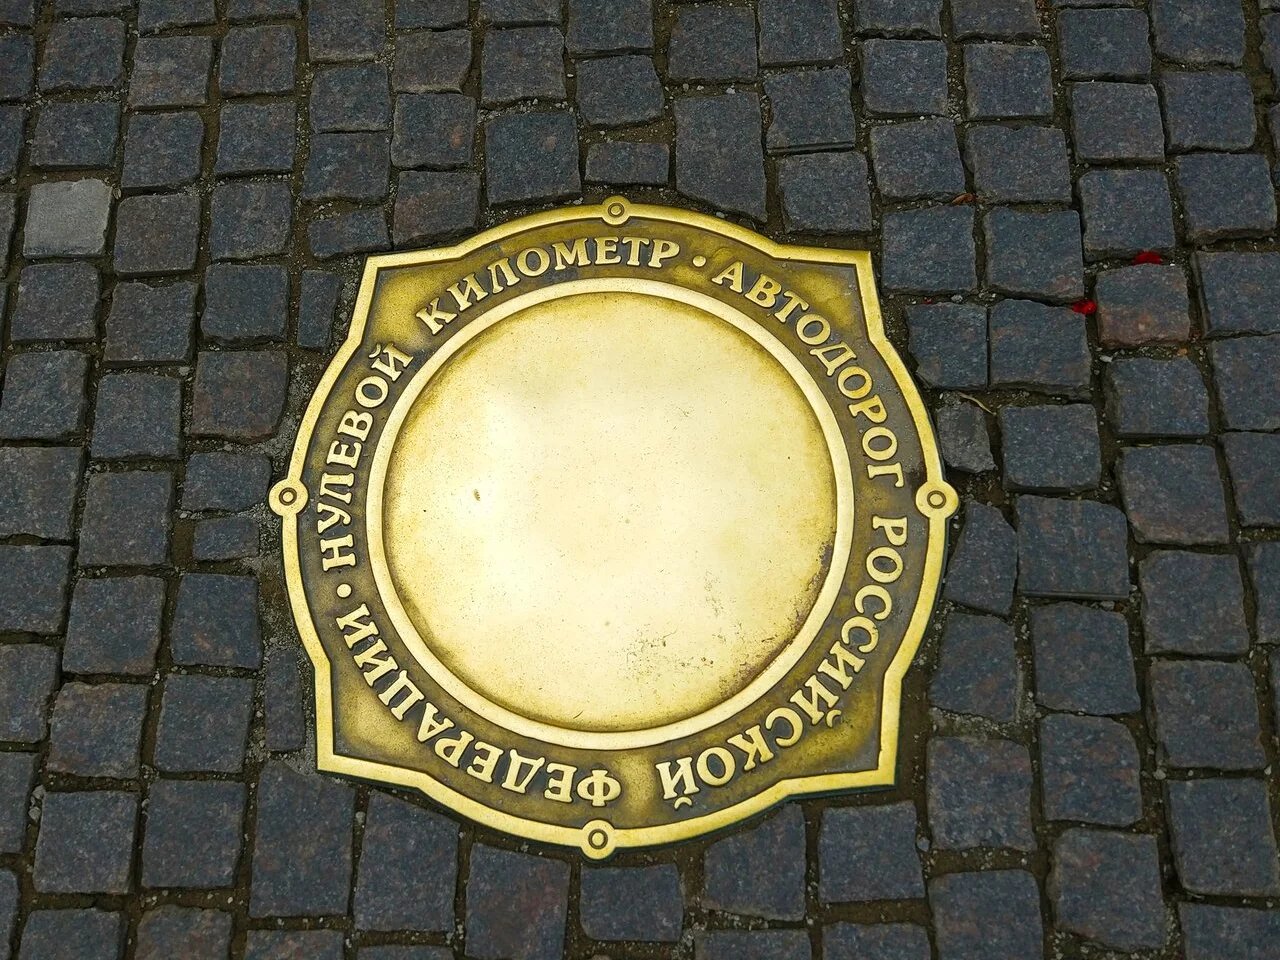 НУЛЕВОЙ КИЛОМЕТР • АВТОДОРОГ РОССИЙСКОЙ ФЕДЕРАЦИИ •